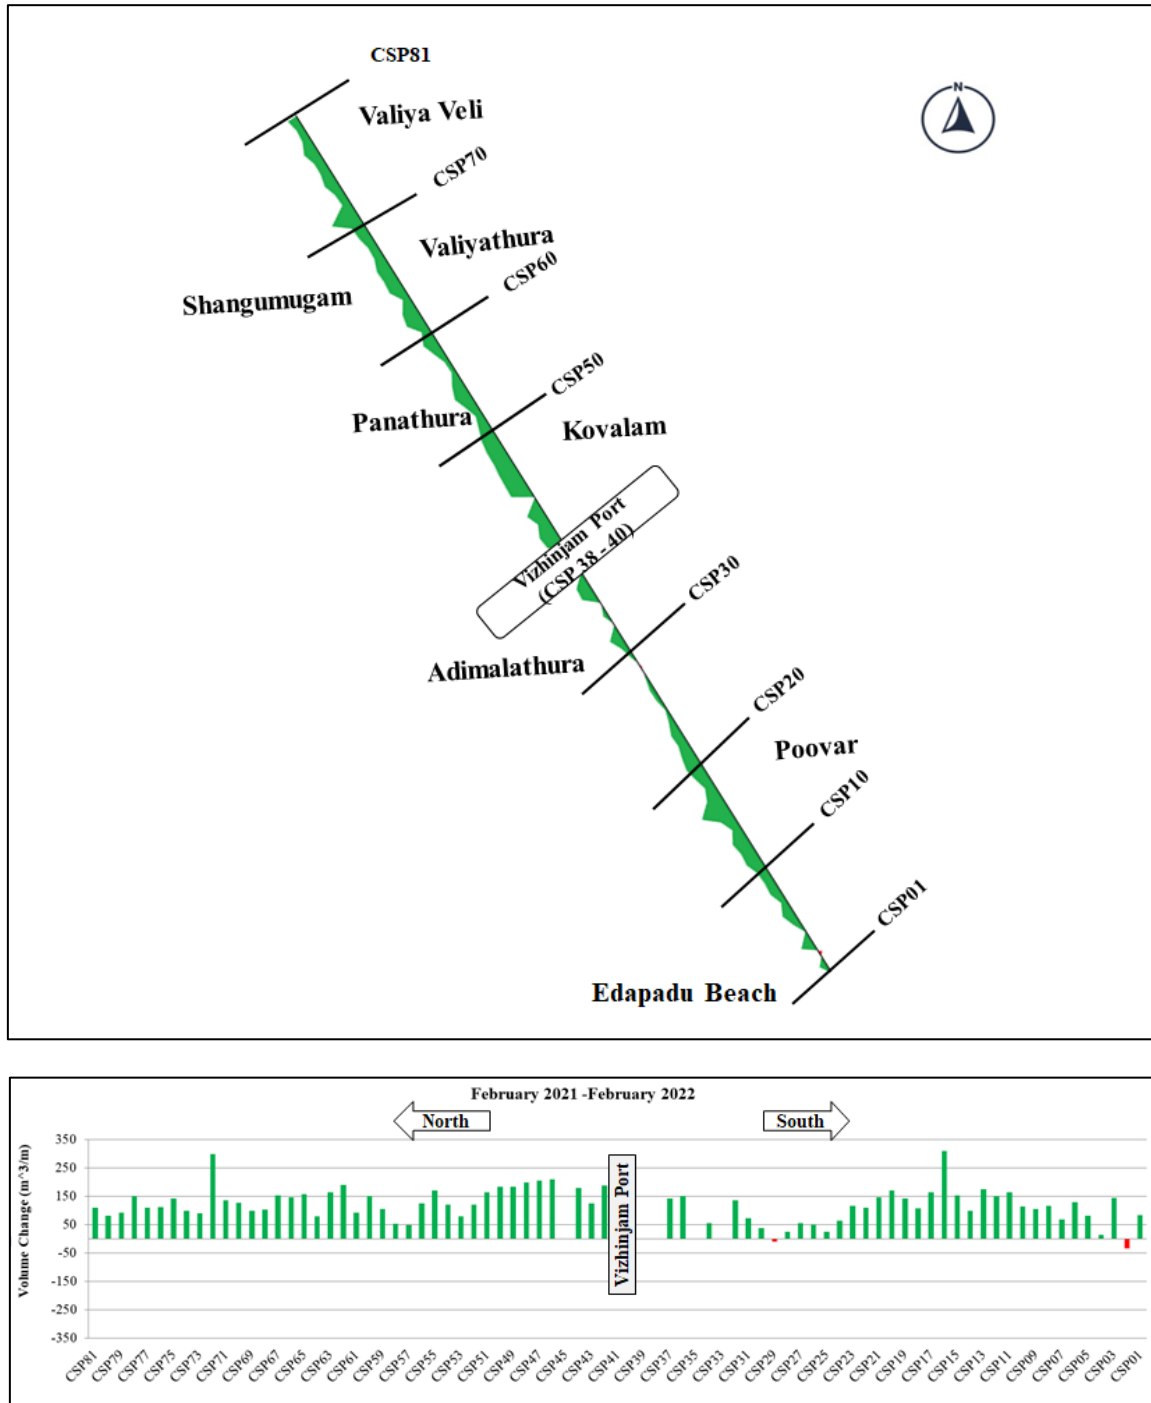 CSP81
N
Valiya Veli
CSP70
Valiyathura
CSP60
Shangumugam
CSP50
Panathura
Kovalam
Vizhinjam Port
(CSP 38 - 40)
CSP30
Adimalathura
CSP20
Poovar
CSP10
CSP01
Edapadu Beach
February 2021 -February 2022
North
South
Volume Change (m^3/m)
350
250
150
50
-50
-150
-250
-350
Vizhinjam Port
CSP81
CSP79
CSP77
CSP75
CSP73
CSP71
CSP69
CSP67
CSP65
CSP63
CSP61
CSP59
CSP57
CSP55
CSP53
CSP51
CSP49
CSP47
CSP45
CSP43
CSP41
CSP39
CSP37
CSP35
CSP33
CSP31
CSP29
CSP27
CSP25
CSP23
CSP21
CSP19
CSP17
CSP15
CSP13
CSP11
CSP09
CSP07
CSP05
CSP03
CSP01